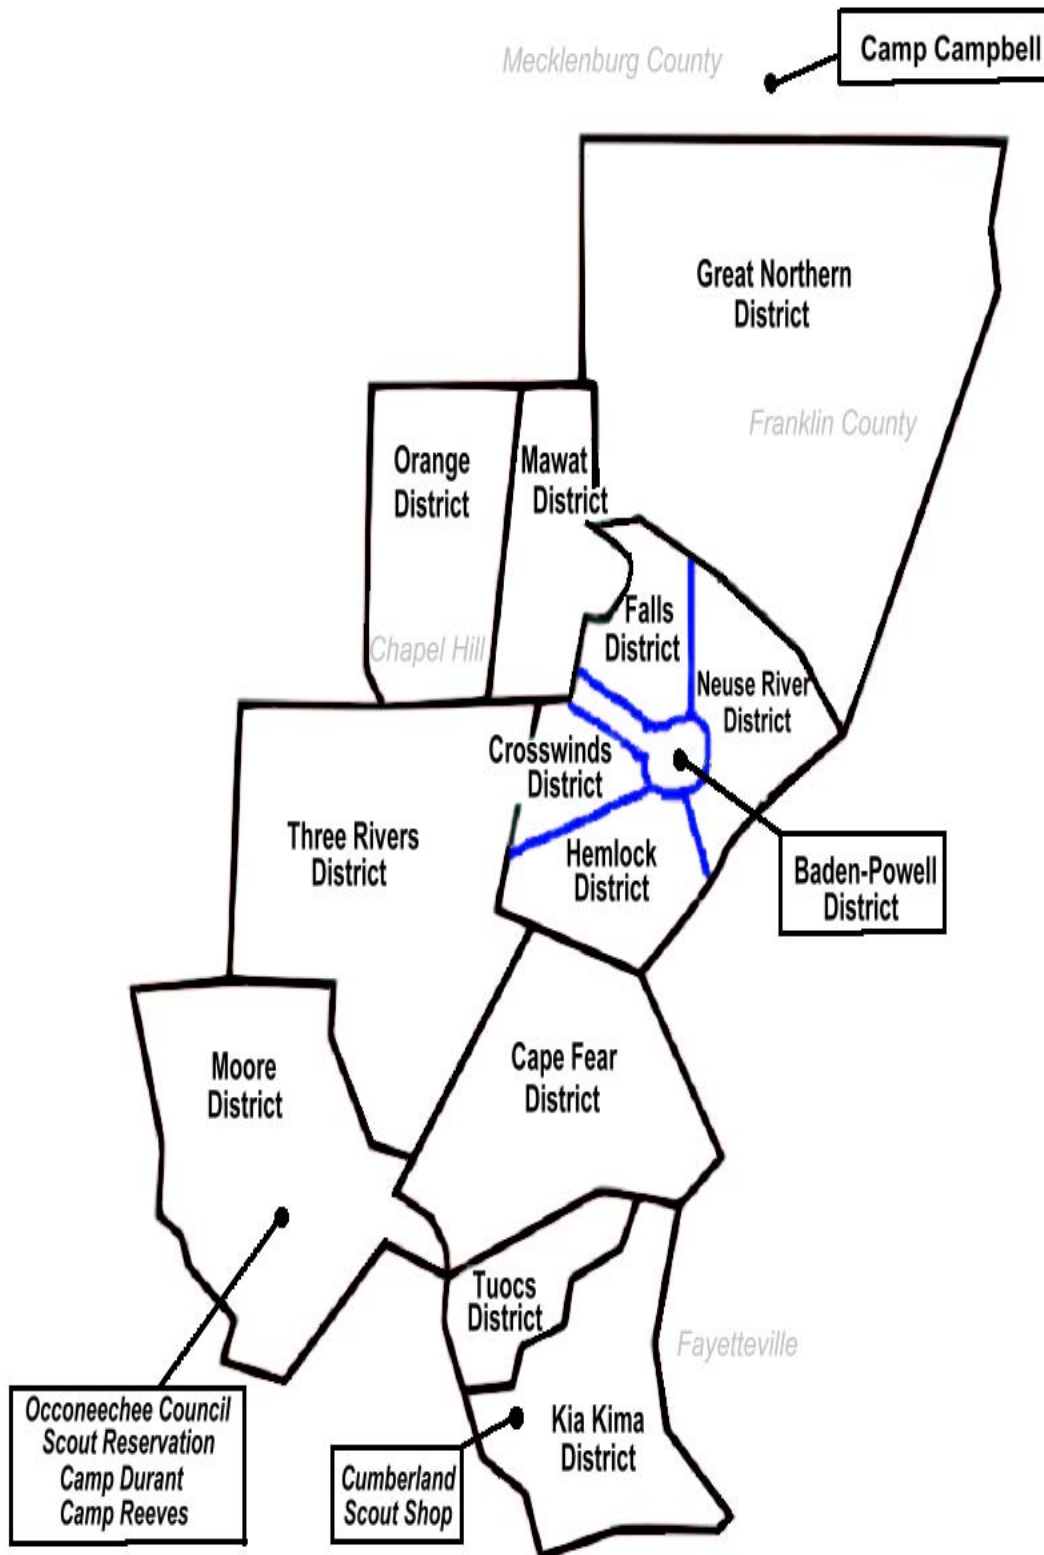 Mecklenburg County
Camp Campbell
Great Northern
District
Franklin County
Orange
District
Mawat
District
Falls
District
Chapel Hill
Neuse River
District
Crosswinds
District
Three Rivers
District
Hemlock
District
Baden-Powell
District
Moore
District
Cape Fear
District
Tuocs
District
Fayetteville
Kia Kima
District
Occoneechee Council
Scout Reservation
Camp Durant
Camp Reeves
Cumberland
Scout Shop